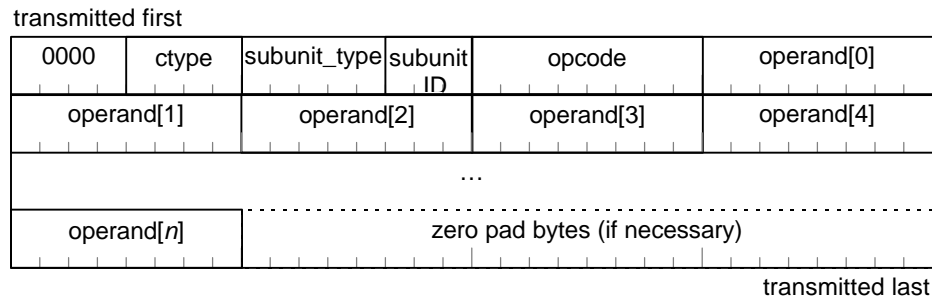 transmitted first
0000 ctype subunit_type subunit ID opcode operand[0]
operand[1] operand[2] operand[3] operand[4]
...
operand[n] zero pad bytes (if necessary)
transmitted last